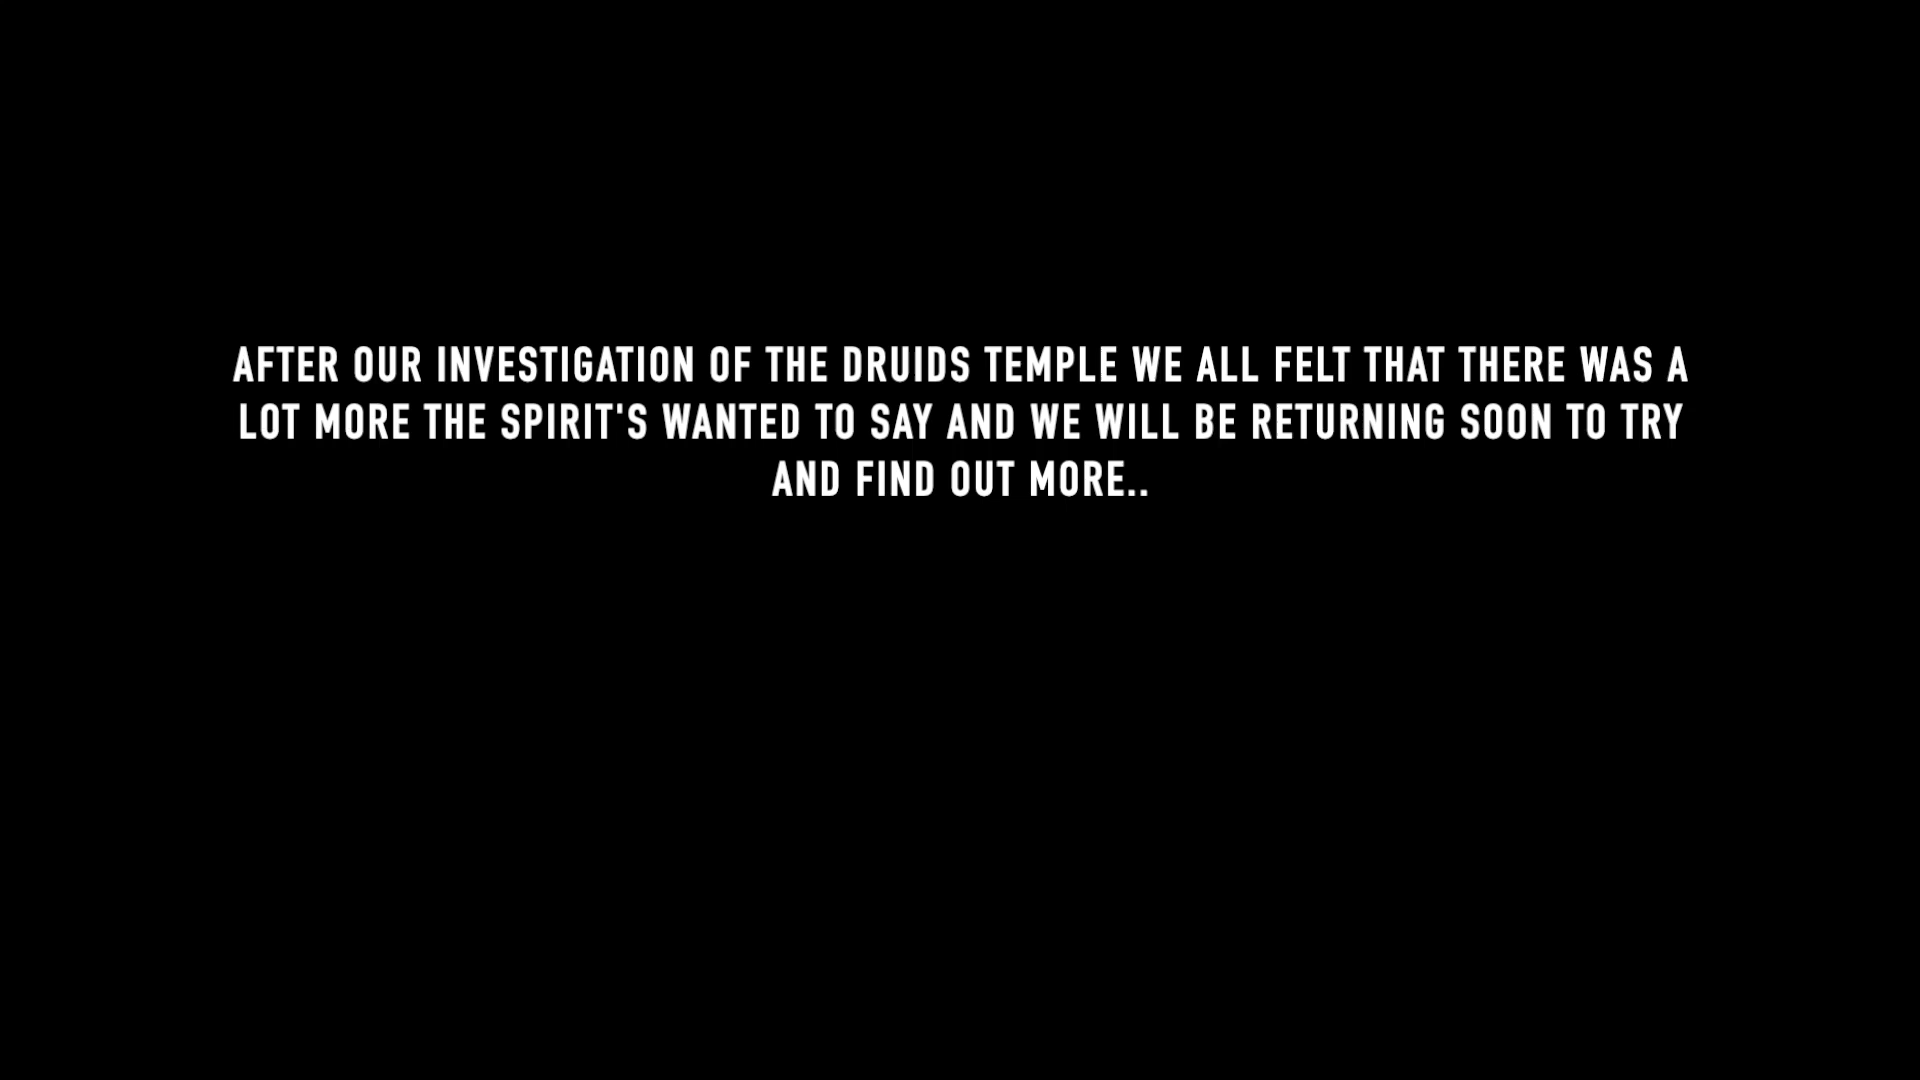 AFTER OUR INVESTIGATION OF THE DRUIDS TEMPLE WE ALL FELT THAT THERE WAS A
LOT MORE THE SPIRIT'S WANTED TO SAY AND WE WILL BE RETURNING SOON TO TRY
AND FIND OUT MORE..